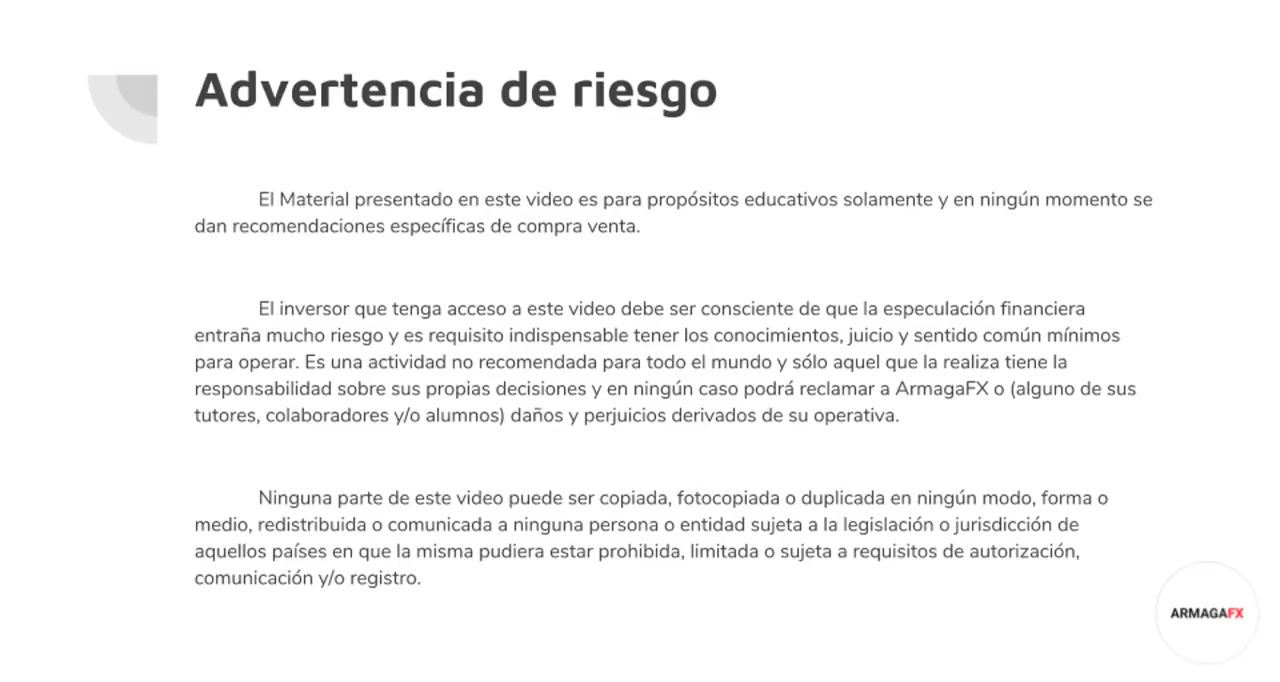 Advertencia de riesgo
El Material presentado en este video es para propósitos educativos solamente y en ningún momento se
dan recomendaciones específicas de compra venta.
El inversor que tenga acceso a este video debe ser consciente de que la especulación financiera
entraña mucho riesgo y es requisito indispensable tener los conocimientos, juicio y sentido común mínimos
para operar. Es una actividad no recomendada para todo el mundo y sólo aquel que la realiza tiene la
responsabilidad sobre sus propias decisiones y en ningún caso podrá reclamar a ArmagaFX o (alguno de sus
tutores, colaboradores y/o alumnos) daños y perjuicios derivados de su operativa.
Ninguna parte de este video puede ser copiada, fotocopiada o duplicada en ningún modo, forma o
medio, redistribuida o comunicada a ninguna persona o entidad sujeta a la legislación o jurisdicción de
aquellos países en que la misma pudiera estar prohibida, limitada o sujeta a requisitos de autorización,
comunicación y/o registro.
ARMAGAFX